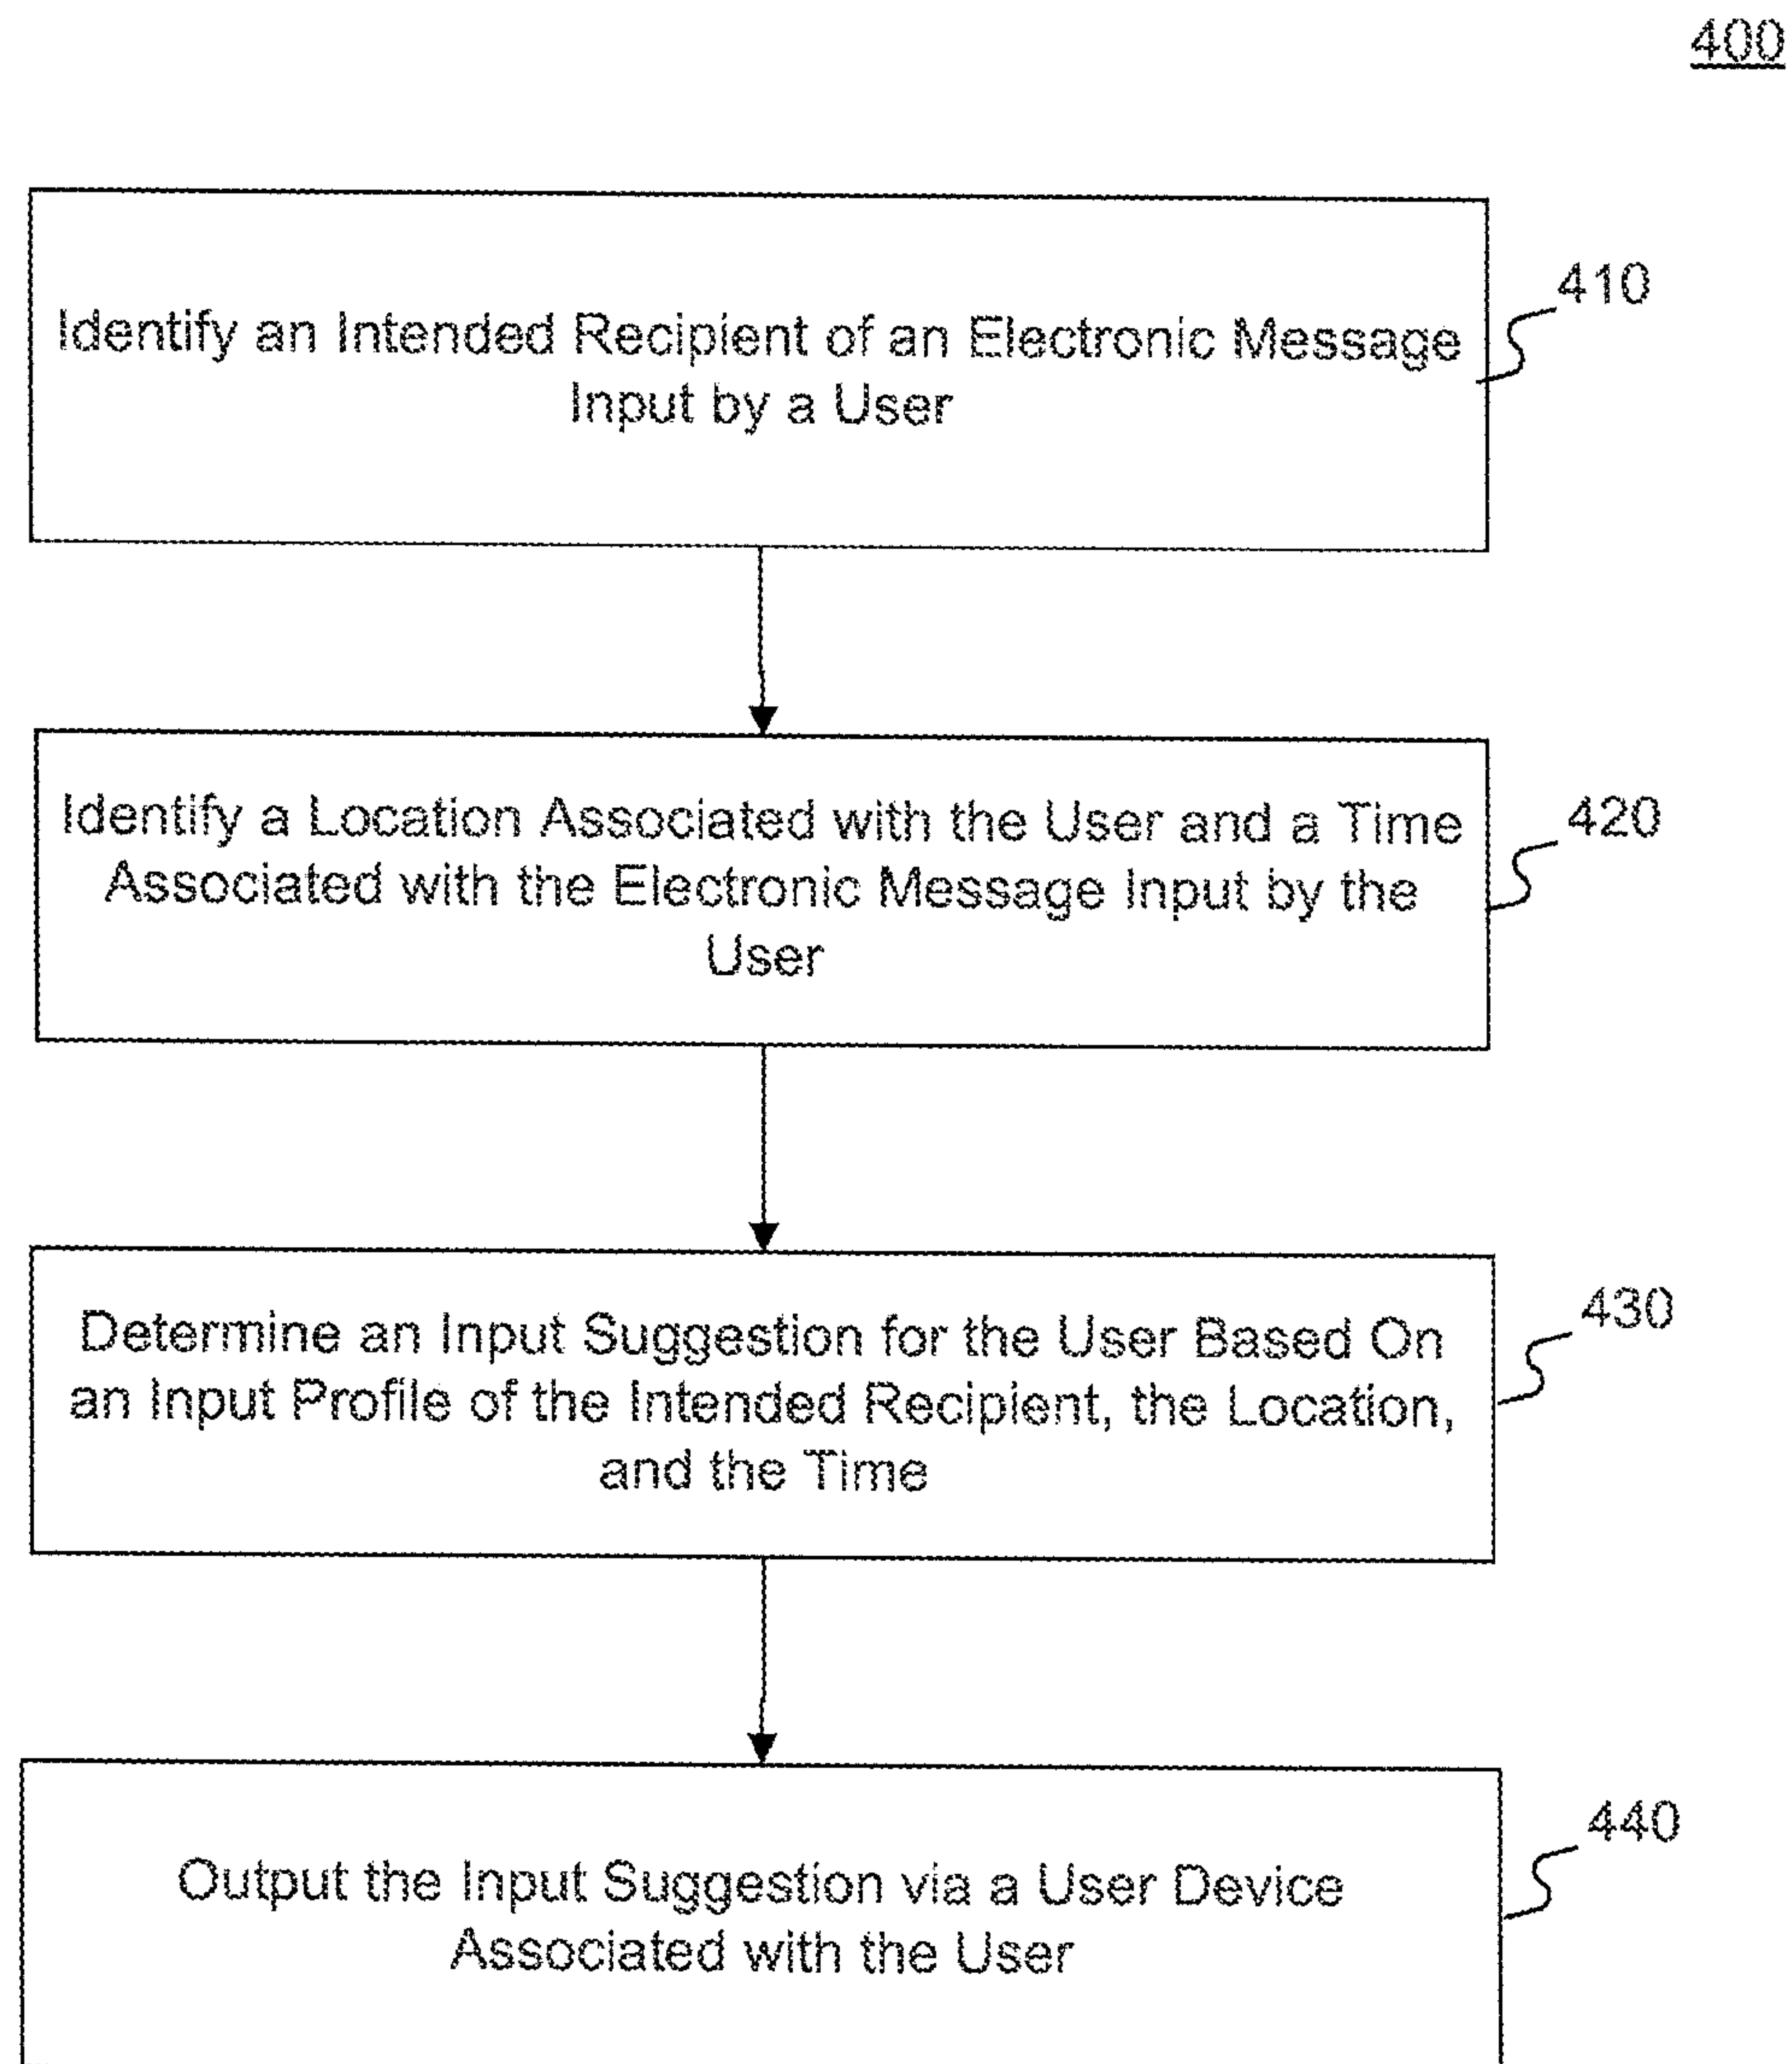 400
Identify an Intended Recipient of an Electronic Message
Input by a User
410
Identify a Location Associated with the User and a Time
Associated with the Electronic Message Input by the
User
420
Determine an Input Suggestion for the User Based On
an Input Profile of the Intended Recipient, the Location,
and the Time
430
Output the Input Suggestion via a User Device
Associated with the User
440